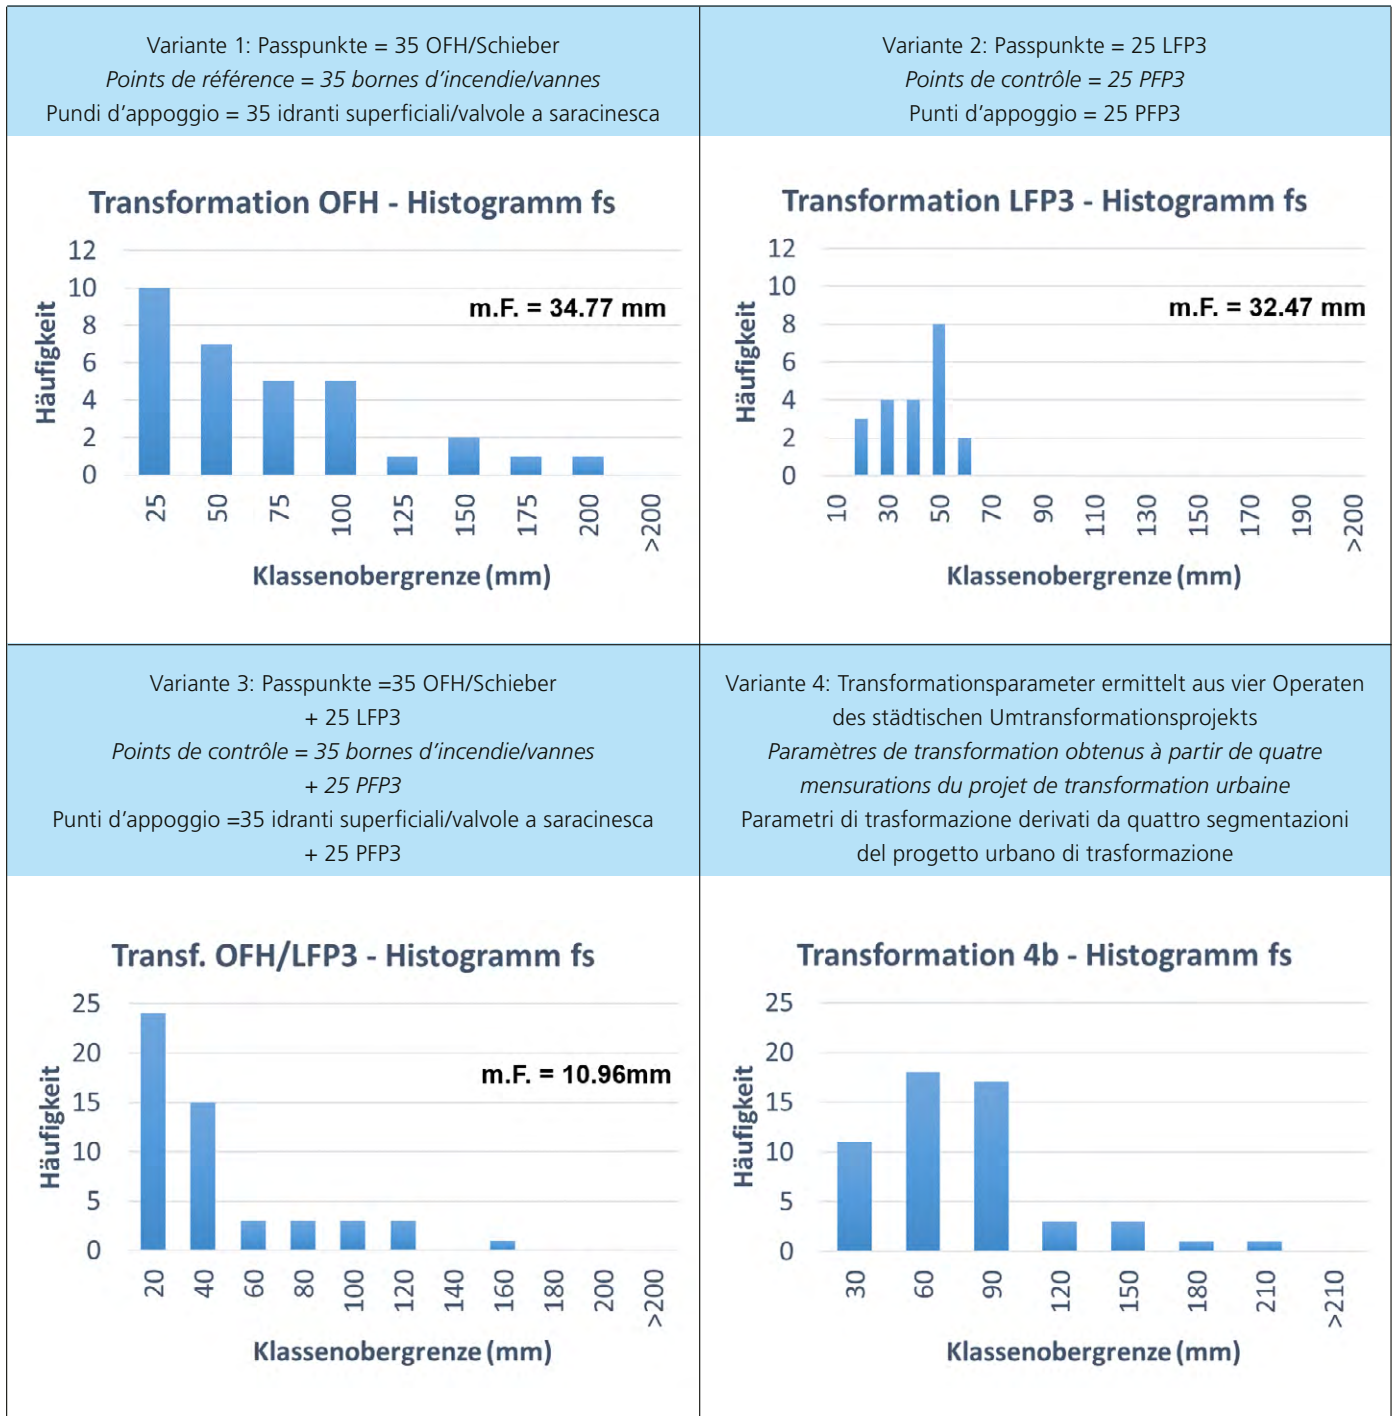 Variante 1: Passpunkte = 35 OFH/Schieber
Points de référence = 35 bornes d'incendie/vannes
Pundi d'appoggio = 35 idranti superficiali/valvole a saracinesca
Variante 2: Passpunkte = 25 LFP3
Points de contrôle = 25 PFP3
Punti d'appoggio = 25 PFP3
Transformation OFH - Histogramm fs
12
10
8
6
4
2
0
Häufigkeit
m.F. = 34.77 mm
25 50 75 100 125 150 175 200 >200
Klassenobergrenze (mm)
Transformation LFP3 - Histogramm fs
12
10
8
6
4
2
0
Häufigkeit
m.F. = 32.47 mm
10 30 50 70 90 110 130 150 170 190 >200
Klassenobergrenze (mm)
Variante 3: Passpunkte =35 OFH/Schieber
+ 25 LFP3
Points de contrôle = 35 bornes d'incendie/vannes
+ 25 PFP3
Punti d'appoggio =35 idranti superficiali/valvole a saracinesca
+ 25 PFP3
Variante 4: Transformationsparameter ermittelt aus vier Operaten
des städtischen Umtransformationsprojekts
Paramètres de transformation obtenus à partir de quatre
mensurations du projet de transformation urbaine
Parametri di trasformazione derivati da quattro segmentazioni
del progetto urbano di trasformazione
Transf. OFH/LFP3 - Histogramm fs
25
20
15
10
5
0
Häufigkeit
m.F. = 10.96mm
20 40 60 80 100 120 140 160 180 200 >200
Klassenobergrenze (mm)
Transformation 4b - Histogramm fs
25
20
15
10
5
0
Häufigkeit
30 60 90 120 150 180 210 >210
Klassenobergrenze (mm)